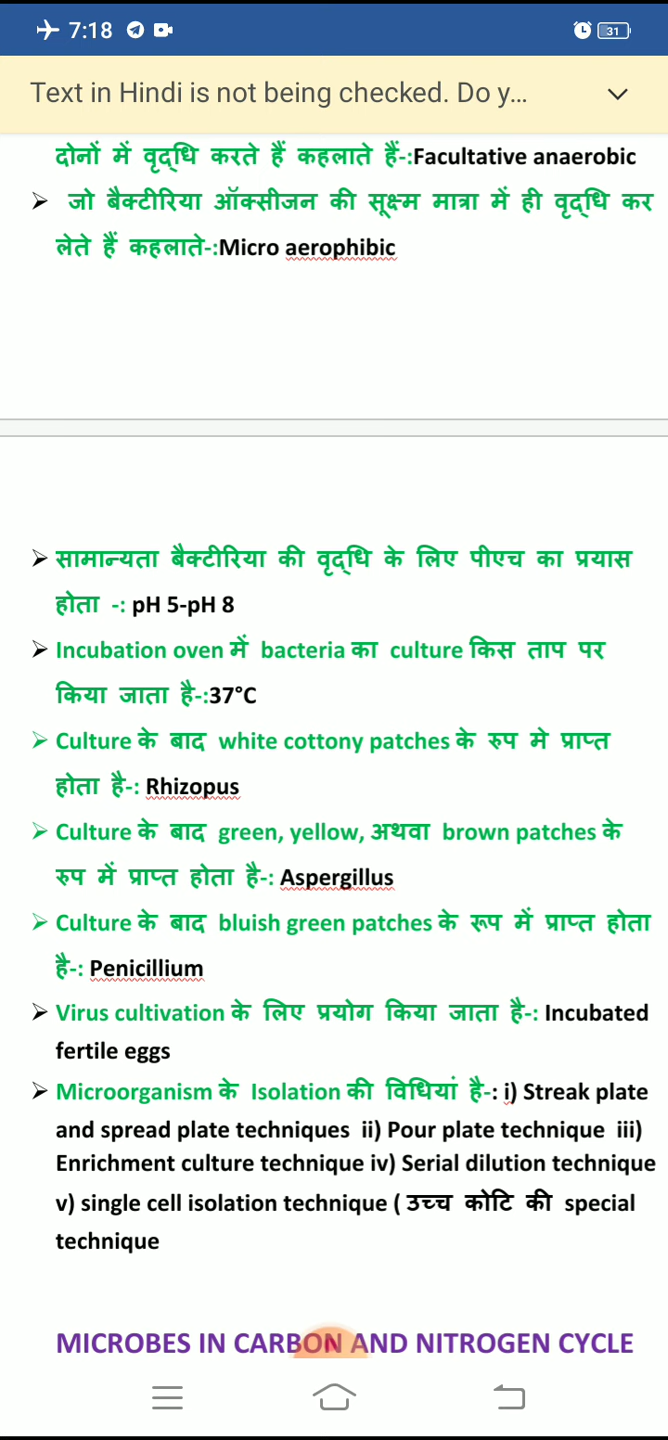 7:18
31
Text in Hindi is not being checked. Do y...
दोनों में वृद्धि करते हैं कहलाते हैं-:Facultative anaerobic
➢ जो बैक्टीरिया ऑक्सीजन की सूक्ष्म मात्रा में ही वृद्धि कर
लेते हैं कहलाते-:Micro aerophibic
➢ सामान्यता बैक्टीरिया की वृद्धि के लिए पीएच का प्रयास
होता -: pH 5-pH 8
➢ Incubation oven में bacteria का culture किस ताप पर
किया जाता है-:37°C
➢ Culture के बाद white cottony patches के रुप मे प्राप्त
होता है-: Rhizopus
➢ Culture के बाद green, yellow, अथवा brown patches के
रुप में प्राप्त होता है-: Aspergillus
➢ Culture के बाद bluish green patches के रूप में प्राप्त होता
है-: Penicillium
➢ Virus cultivation के लिए प्रयोग किया जाता है-: Incubated
fertile eggs
➢ Microorganism के Isolation की विधियां है-: i) Streak plate
and spread plate techniques ii) Pour plate technique iii)
Enrichment culture technique iv) Serial dilution technique
v) single cell isolation technique ( उच्च कोटि की special
technique
MICROBES IN CARBON AND NITROGEN CYCLE